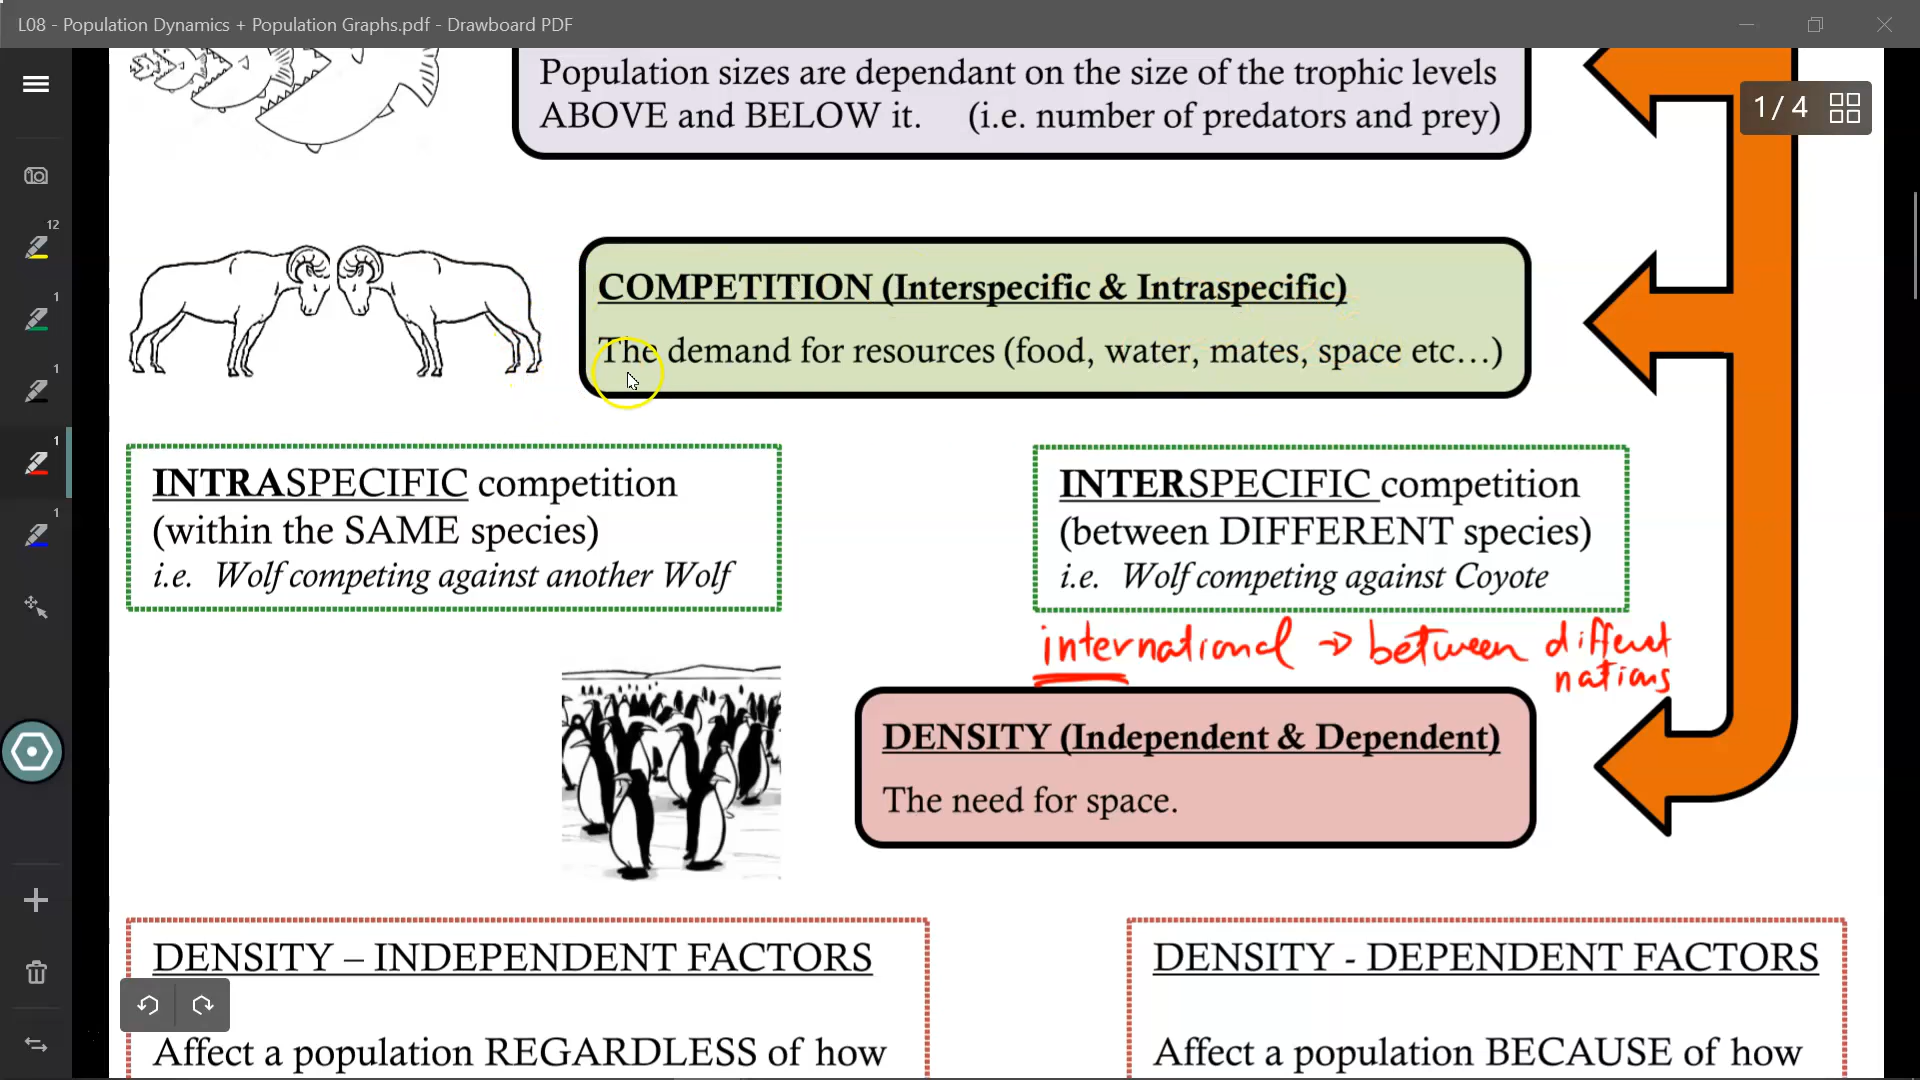 L08 - Population Dynamics + Population Graphs.pdf - Drawboard PDF
Population sizes are dependant on the size of the trophic levels
ABOVE and BELOW it. (i.e. number of predators and prey)
1 / 4
12
1
1
1
1
COMPETITION (Interspecific & Intraspecific)
The demand for resources (food, water, mates, space etc...)
INTRASPECIFIC competition
(within the SAME species)
i.e. Wolf competing against another Wolf
INTERSPECIFIC competition
(between DIFFERENT species)
i.e. Wolf competing against Coyote
international → between different
nations
DENSITY (Independent & Dependent)
The need for space.
DENSITY – INDEPENDENT FACTORS
Affect a population REGARDLESS of how
DENSITY - DEPENDENT FACTORS
Affect a population BECAUSE of how